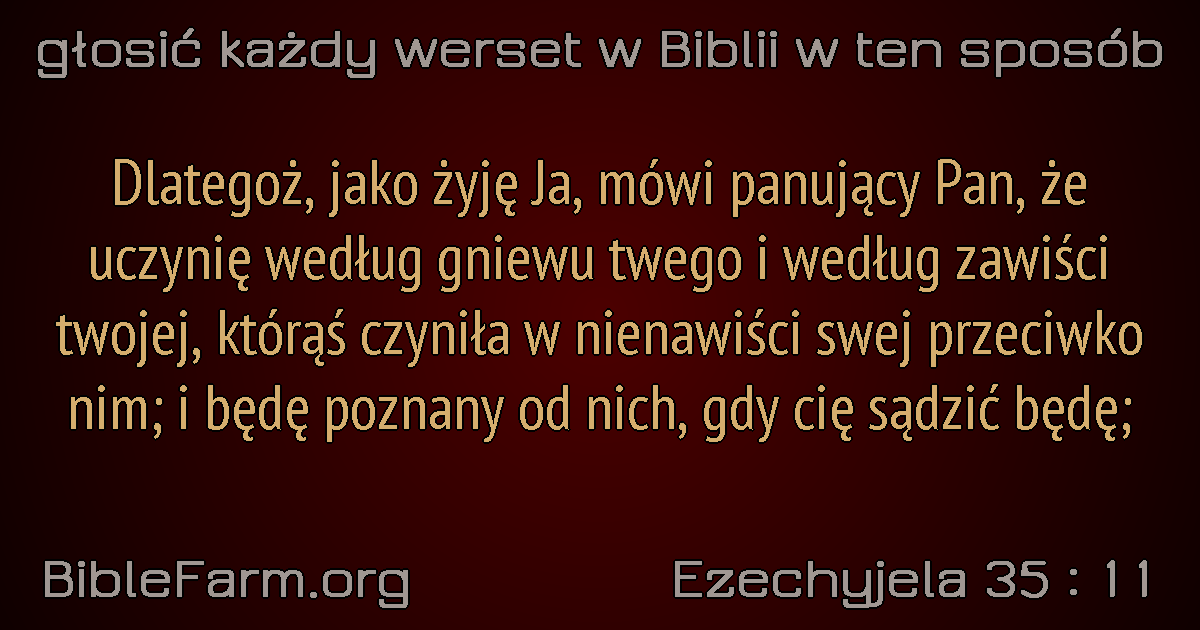 głosić każdy werset w Biblii w ten sposób
Dlategoż, jako żyję Ja, mówi panujący Pan, że
uczynię według gniewu twego i według zawiści
twojej, którąś czyniła w nienawiści swej przeciwko
nim; i będę poznany od nich, gdy cię sądzić będę;
BibleFarm.org
Ezechyjela 35 : 11